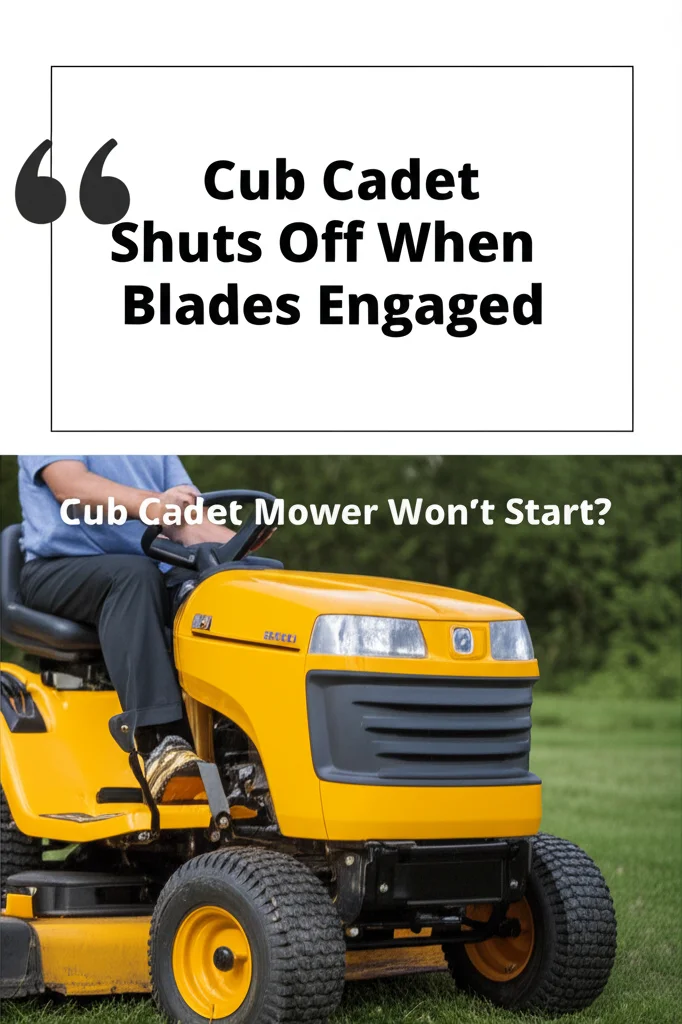 “
Cub Cadet
Shuts Off When
Blades Engaged
Cub Cadet Mower Won’t Start?